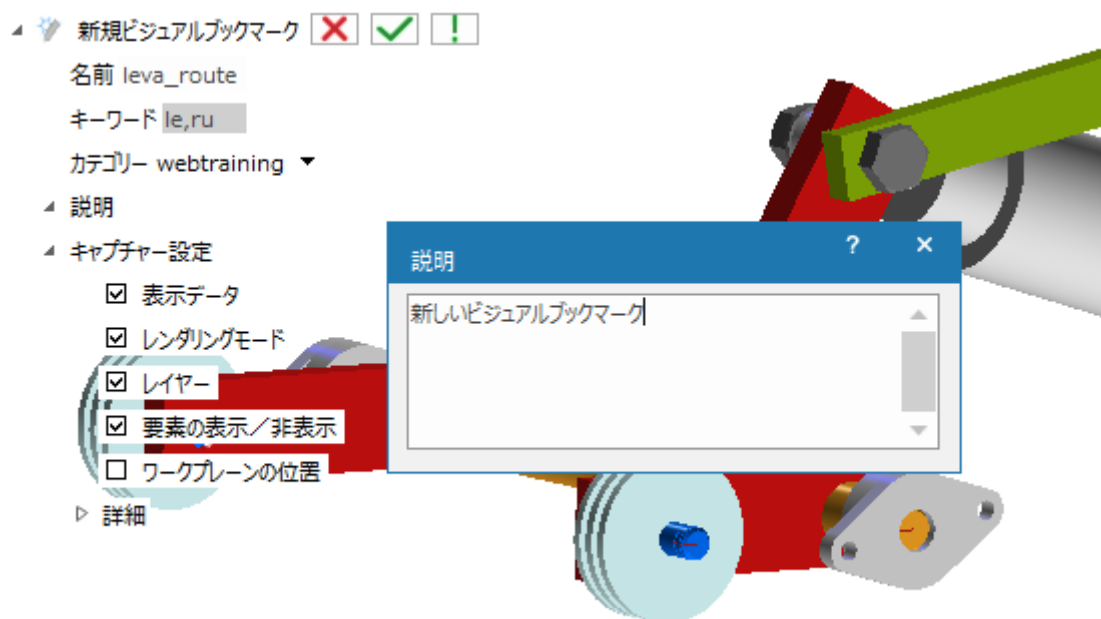 新規ビジュアルブックマーク
名前 leva_route
キーワード le,ru
カテゴリー webtraining
説明
キャプチャー設定
表示データ
レンダリングモード
レイヤー
要素の表示／非表示
ワークプレーンの位置
詳細
説明
新しいビジュアルブックマーク